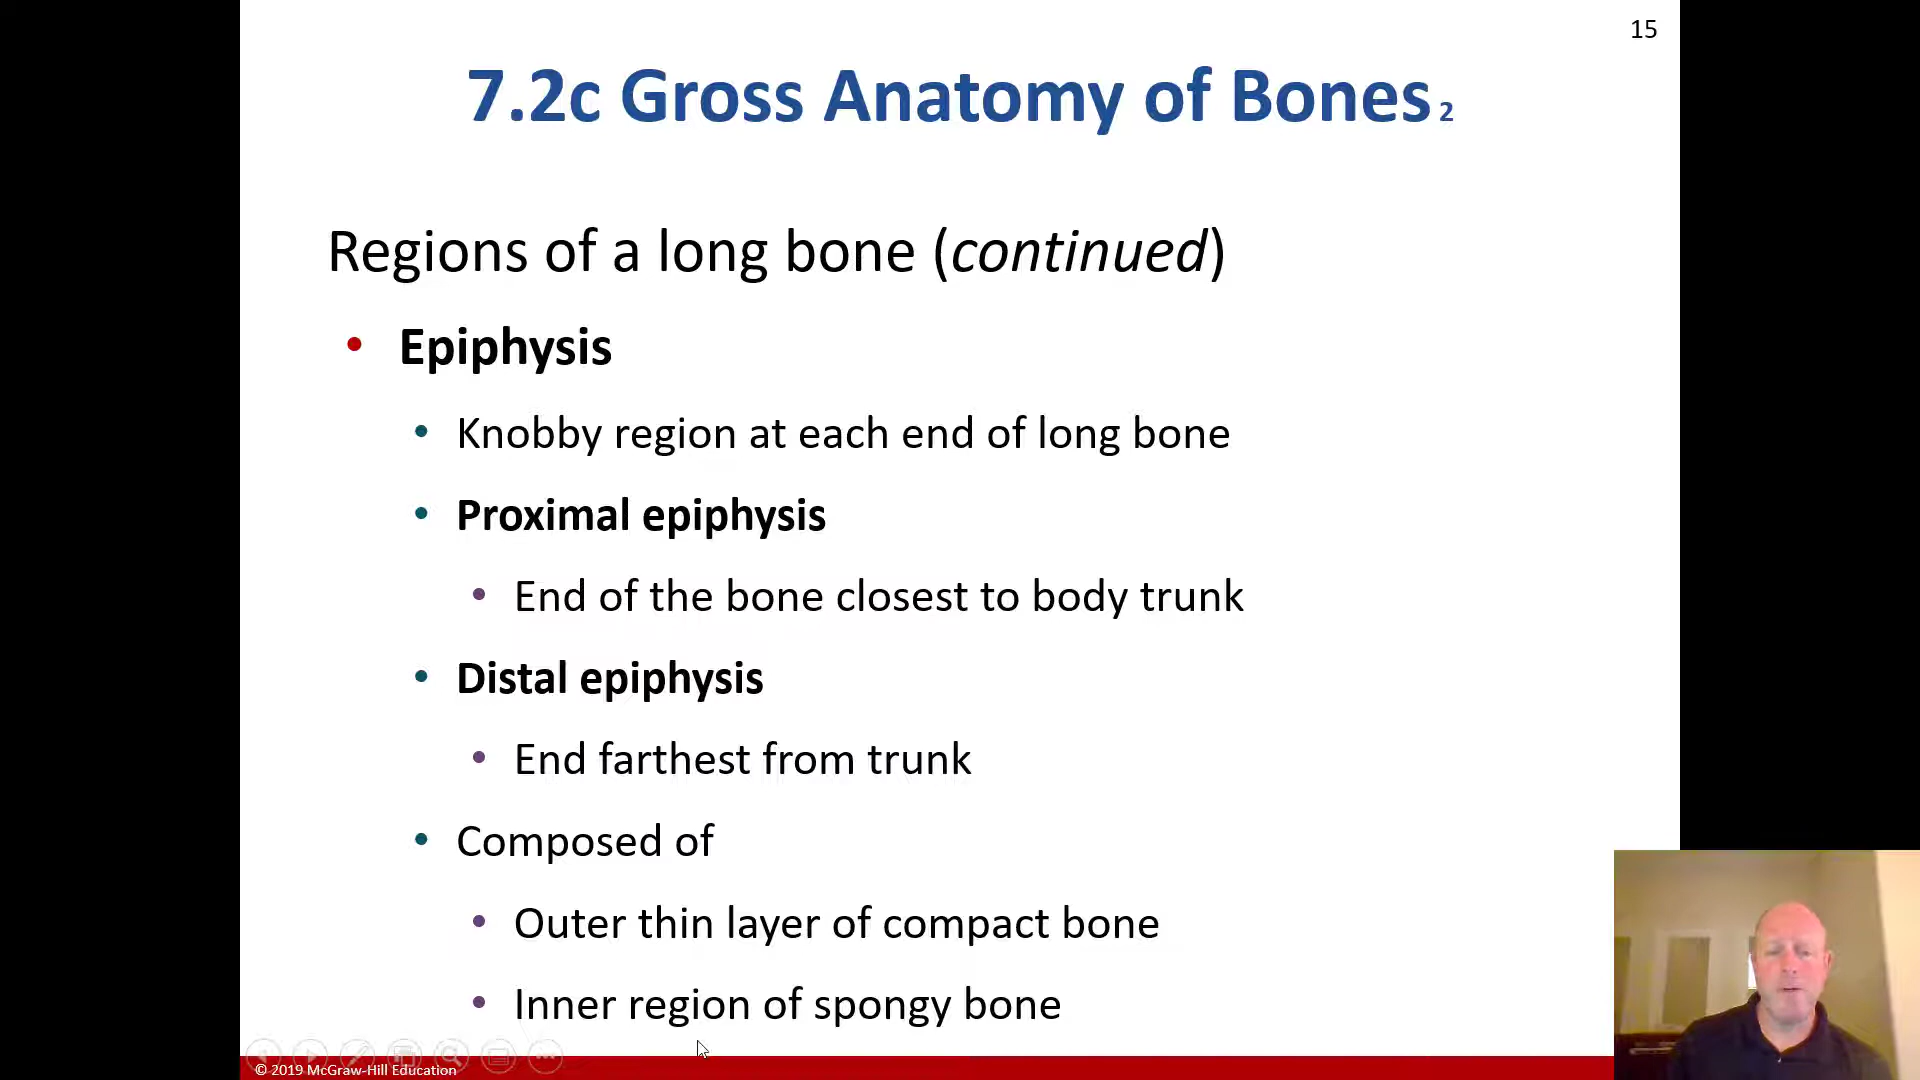 15
7.2c Gross Anatomy of Bones 2
Regions of a long bone (continued)
• Epiphysis
• Knobby region at each end of long bone
• Proximal epiphysis
• End of the bone closest to body trunk
• Distal epiphysis
• End farthest from trunk
• Composed of
• Outer thin layer of compact bone
• Inner region of spongy bone
© 2019 McGraw-Hill Education